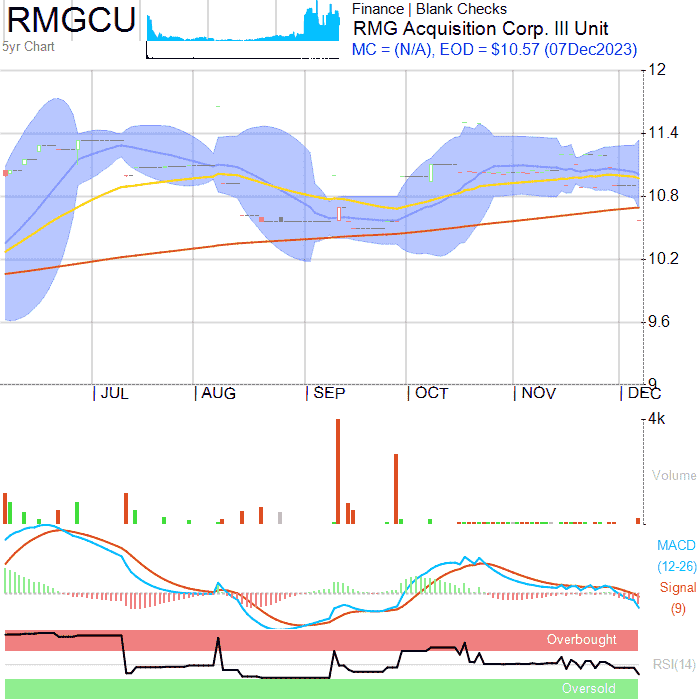 RMGCU
5yr Chart
Finance | Blank Checks
RMG Acquisition Corp. III Unit
MC = (N/A), EOD = $10.57 (07Dec2023)
12
11.4
10.8
10.2
9.6
9
JUL
AUG
SEP
OCT
NOV
DEC
4k
Volume
MACD
(12-26)
Signal
(9)
Overbought
RSI(14)
Oversold